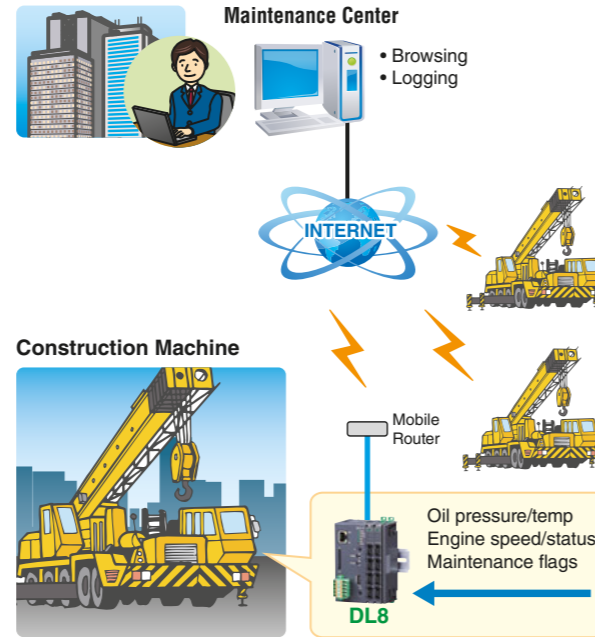 Maintenance Center
• Browsing
• Logging
INTERNET
Construction Machine
Mobile
Router
Oil pressure/temp
Engine speed/status
Maintenance flags
DL8